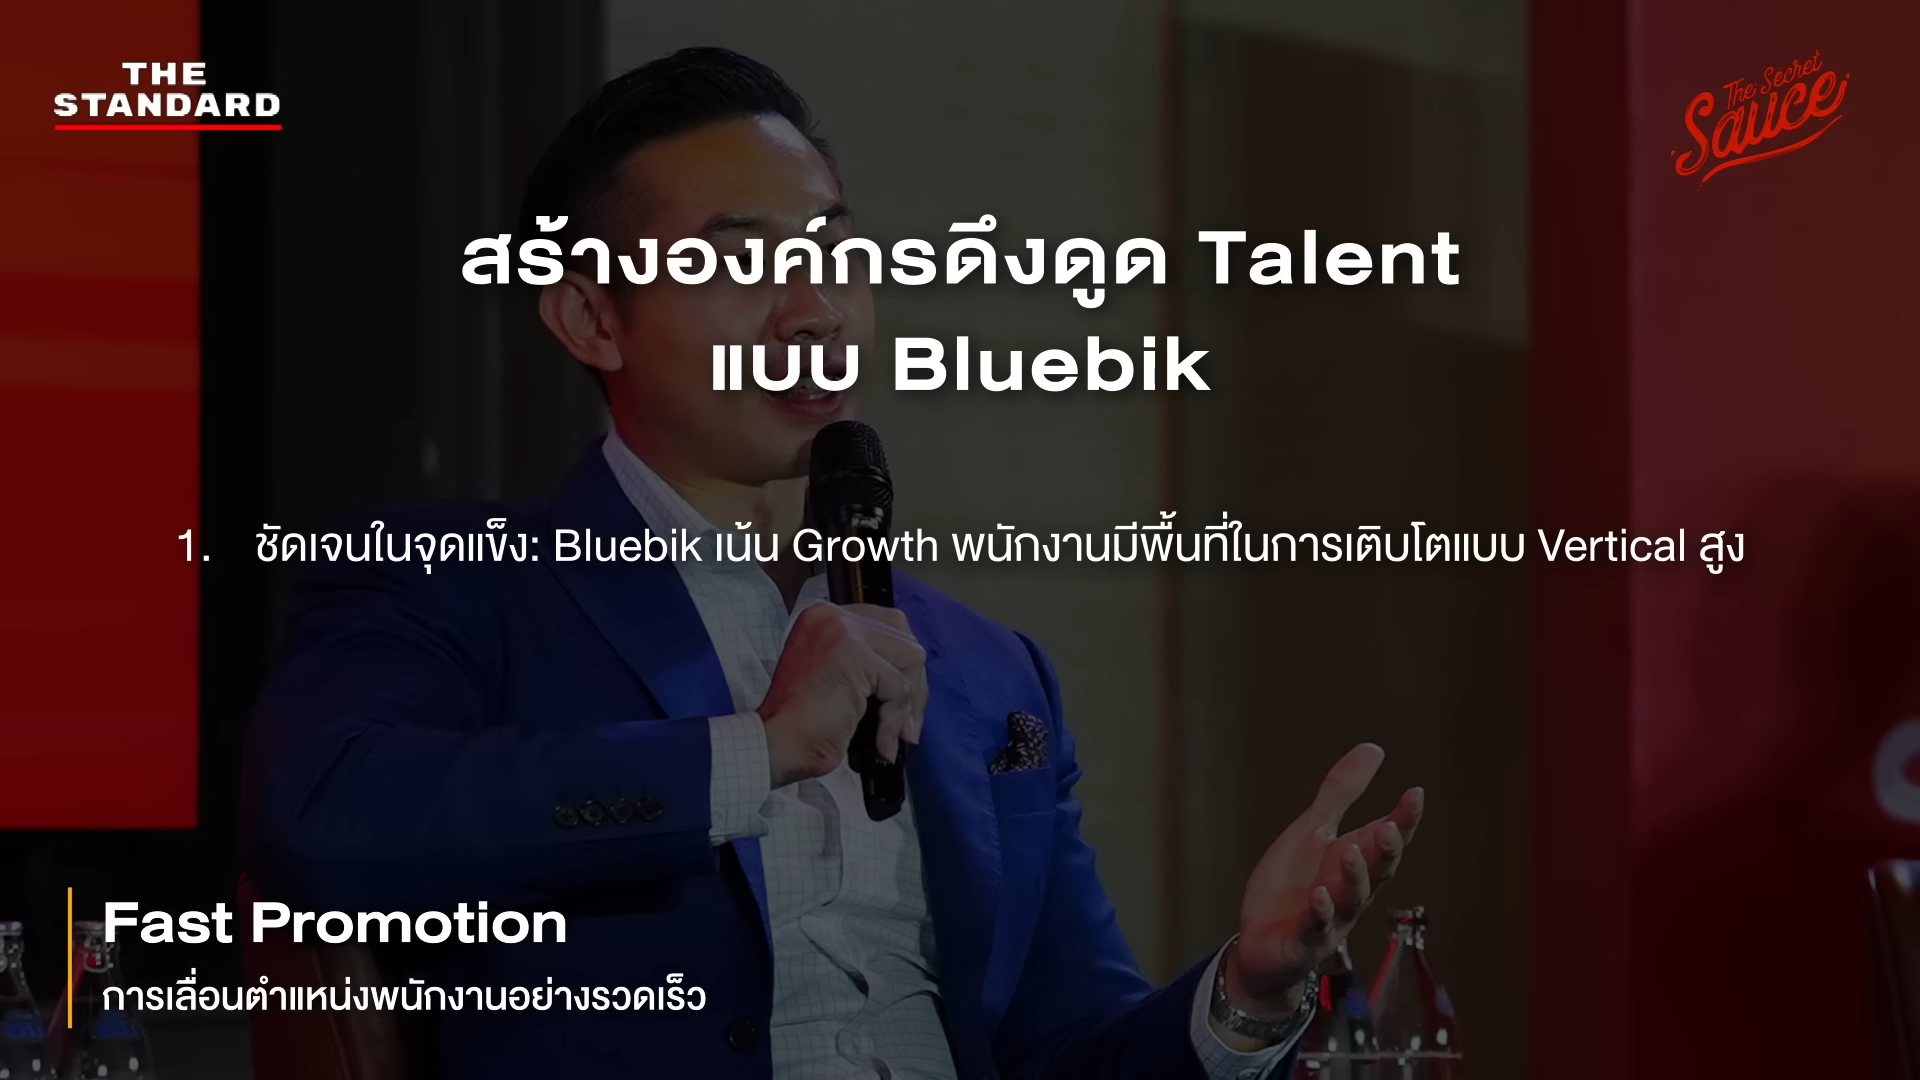 THE
STANDARD
The Secret
Sauce
สร้างองค์กรดึงดูด Talent
แบบ Bluebik
1. ชัดเจนในจุดแข็ง: Bluebik เน้น Growth พนักงานมีพื้นที่ในการเติบโตแบบ Vertical สูง
Fast Promotion
การเลื่อนตำแหน่งพนักงานอย่างรวดเร็ว